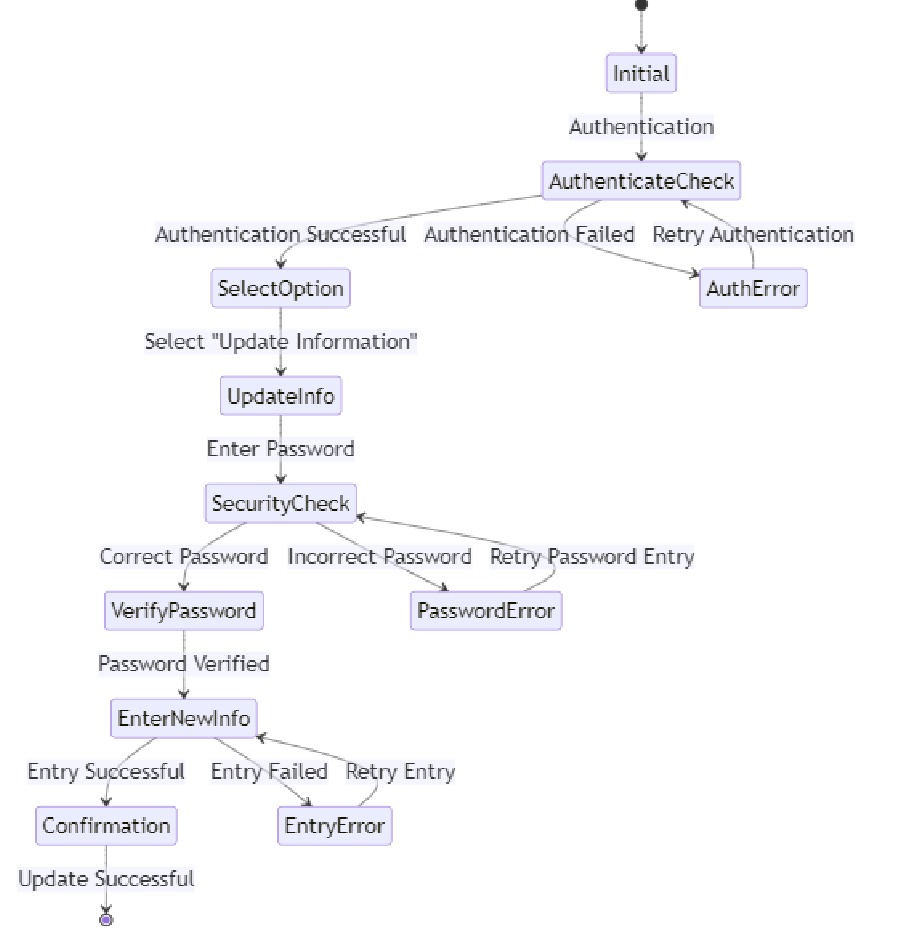 Initial
Authentication
AuthenticateCheck
Authentication Successful
Authentication Failed
Retry Authentication
SelectOption
AuthError
Select "Update Information"
UpdateInfo
Enter Password
SecurityCheck
Correct Password
Incorrect Password
Retry Password Entry
VerifyPassword
PasswordError
Password Verified
EnterNewInfo
Entry Successful
Entry Failed
Retry Entry
Confirmation
EntryError
Update Successful